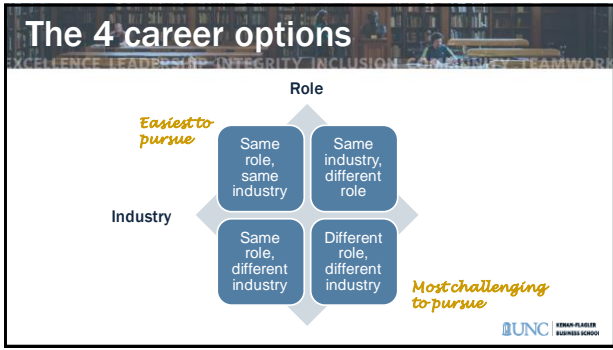 The 4 career options
EXCELLENCE LEADERSHIP INTEGRITY INCLUSION COMMUNITY TEAMWORK
Role
Easiest to
pursue
Same
role,
same
industry
Same
industry,
different
role
Industry
Same
role,
different
industry
Different
role,
different
industry
Most challenging
to pursue
UNC
KENAN-FLAGLER
BUSINESS SCHOOL